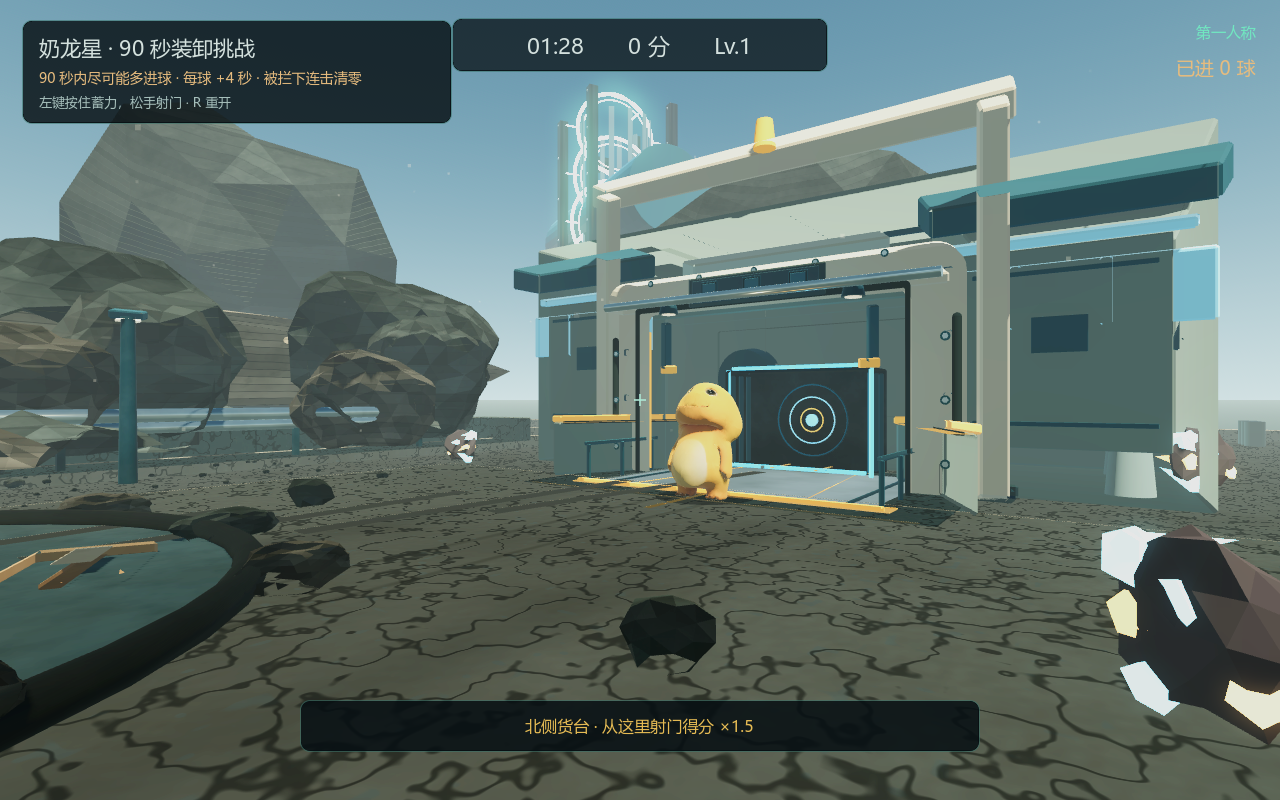 奶龙星 · 90 秒装卸挑战
90 秒内尽可能多进球 · 每球 +4 秒 · 被拦下连击清零
左键按住蓄力，松手射门 · R 重开
01:28 0 分 Lv.1
第一人称
已进 0 球
北侧货台 · 从这里射门得分 ×1.5